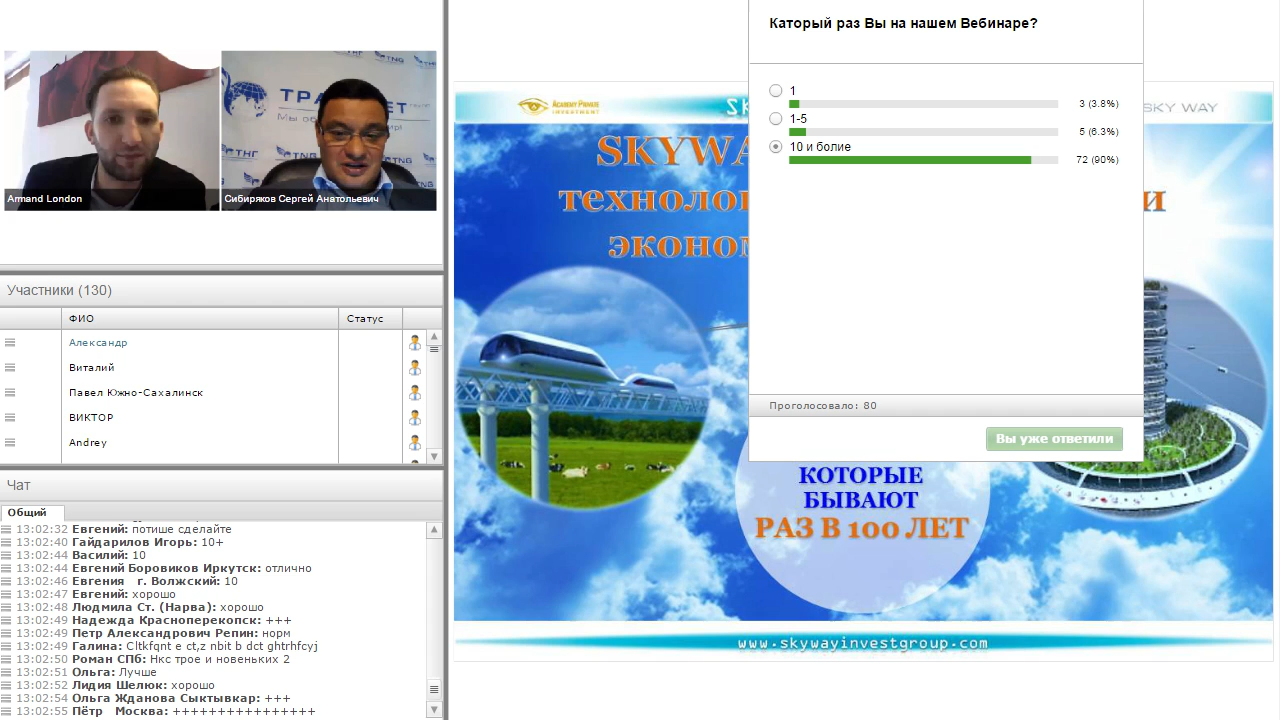 Armand London
Сибиряков Сергей Анатольевич
Участники (130)
ФИО
Статус
Александр
Виталий
Павел Южно-Сахалинск
ВИКТОР
Andrey
Чат
Общий
13:02:32 Евгений: потише сделайте
13:02:40 Гайдарилов Игорь: 10+
13:02:44 Василий: 10
13:02:44 Евгений Боровиков Иркутск: отлично
13:02:46 Евгения г. Волжский: 10
13:02:47 Евгений: хорошо
13:02:48 Людмила Ст. (Нарва): хорошо
13:02:49 Надежда Красноперекопск: +++
13:02:49 Петр Александрович Репин: норм
13:02:49 Галина: Cltkfqnt e ct,z nbit b dct ghtrhfcyj
13:02:50 Роман СПб: Нкс трое и новеньких 2
13:02:51 Ольга: Лучше
13:02:52 Лидия Шелюк: хорошо
13:02:54 Ольга Жданова Сыктывкар: +++
13:02:55 Пётр Москва: ++++++++++++++++
Каторый раз Вы на нашем Вебинаре?
1
3 (3.8%)
1-5
5 (6.3%)
10 и болие
72 (90%)
Проголосовало: 80
Вы уже ответили
ACADEMY PRIVATE
INVESTMENT
SKY WAY
SKYWA
технолог
и
эконом
КОТОРЫЕ
БЫВАЮТ
РАЗ В 100 ЛЕТ
www.skywayinvestgroup.com